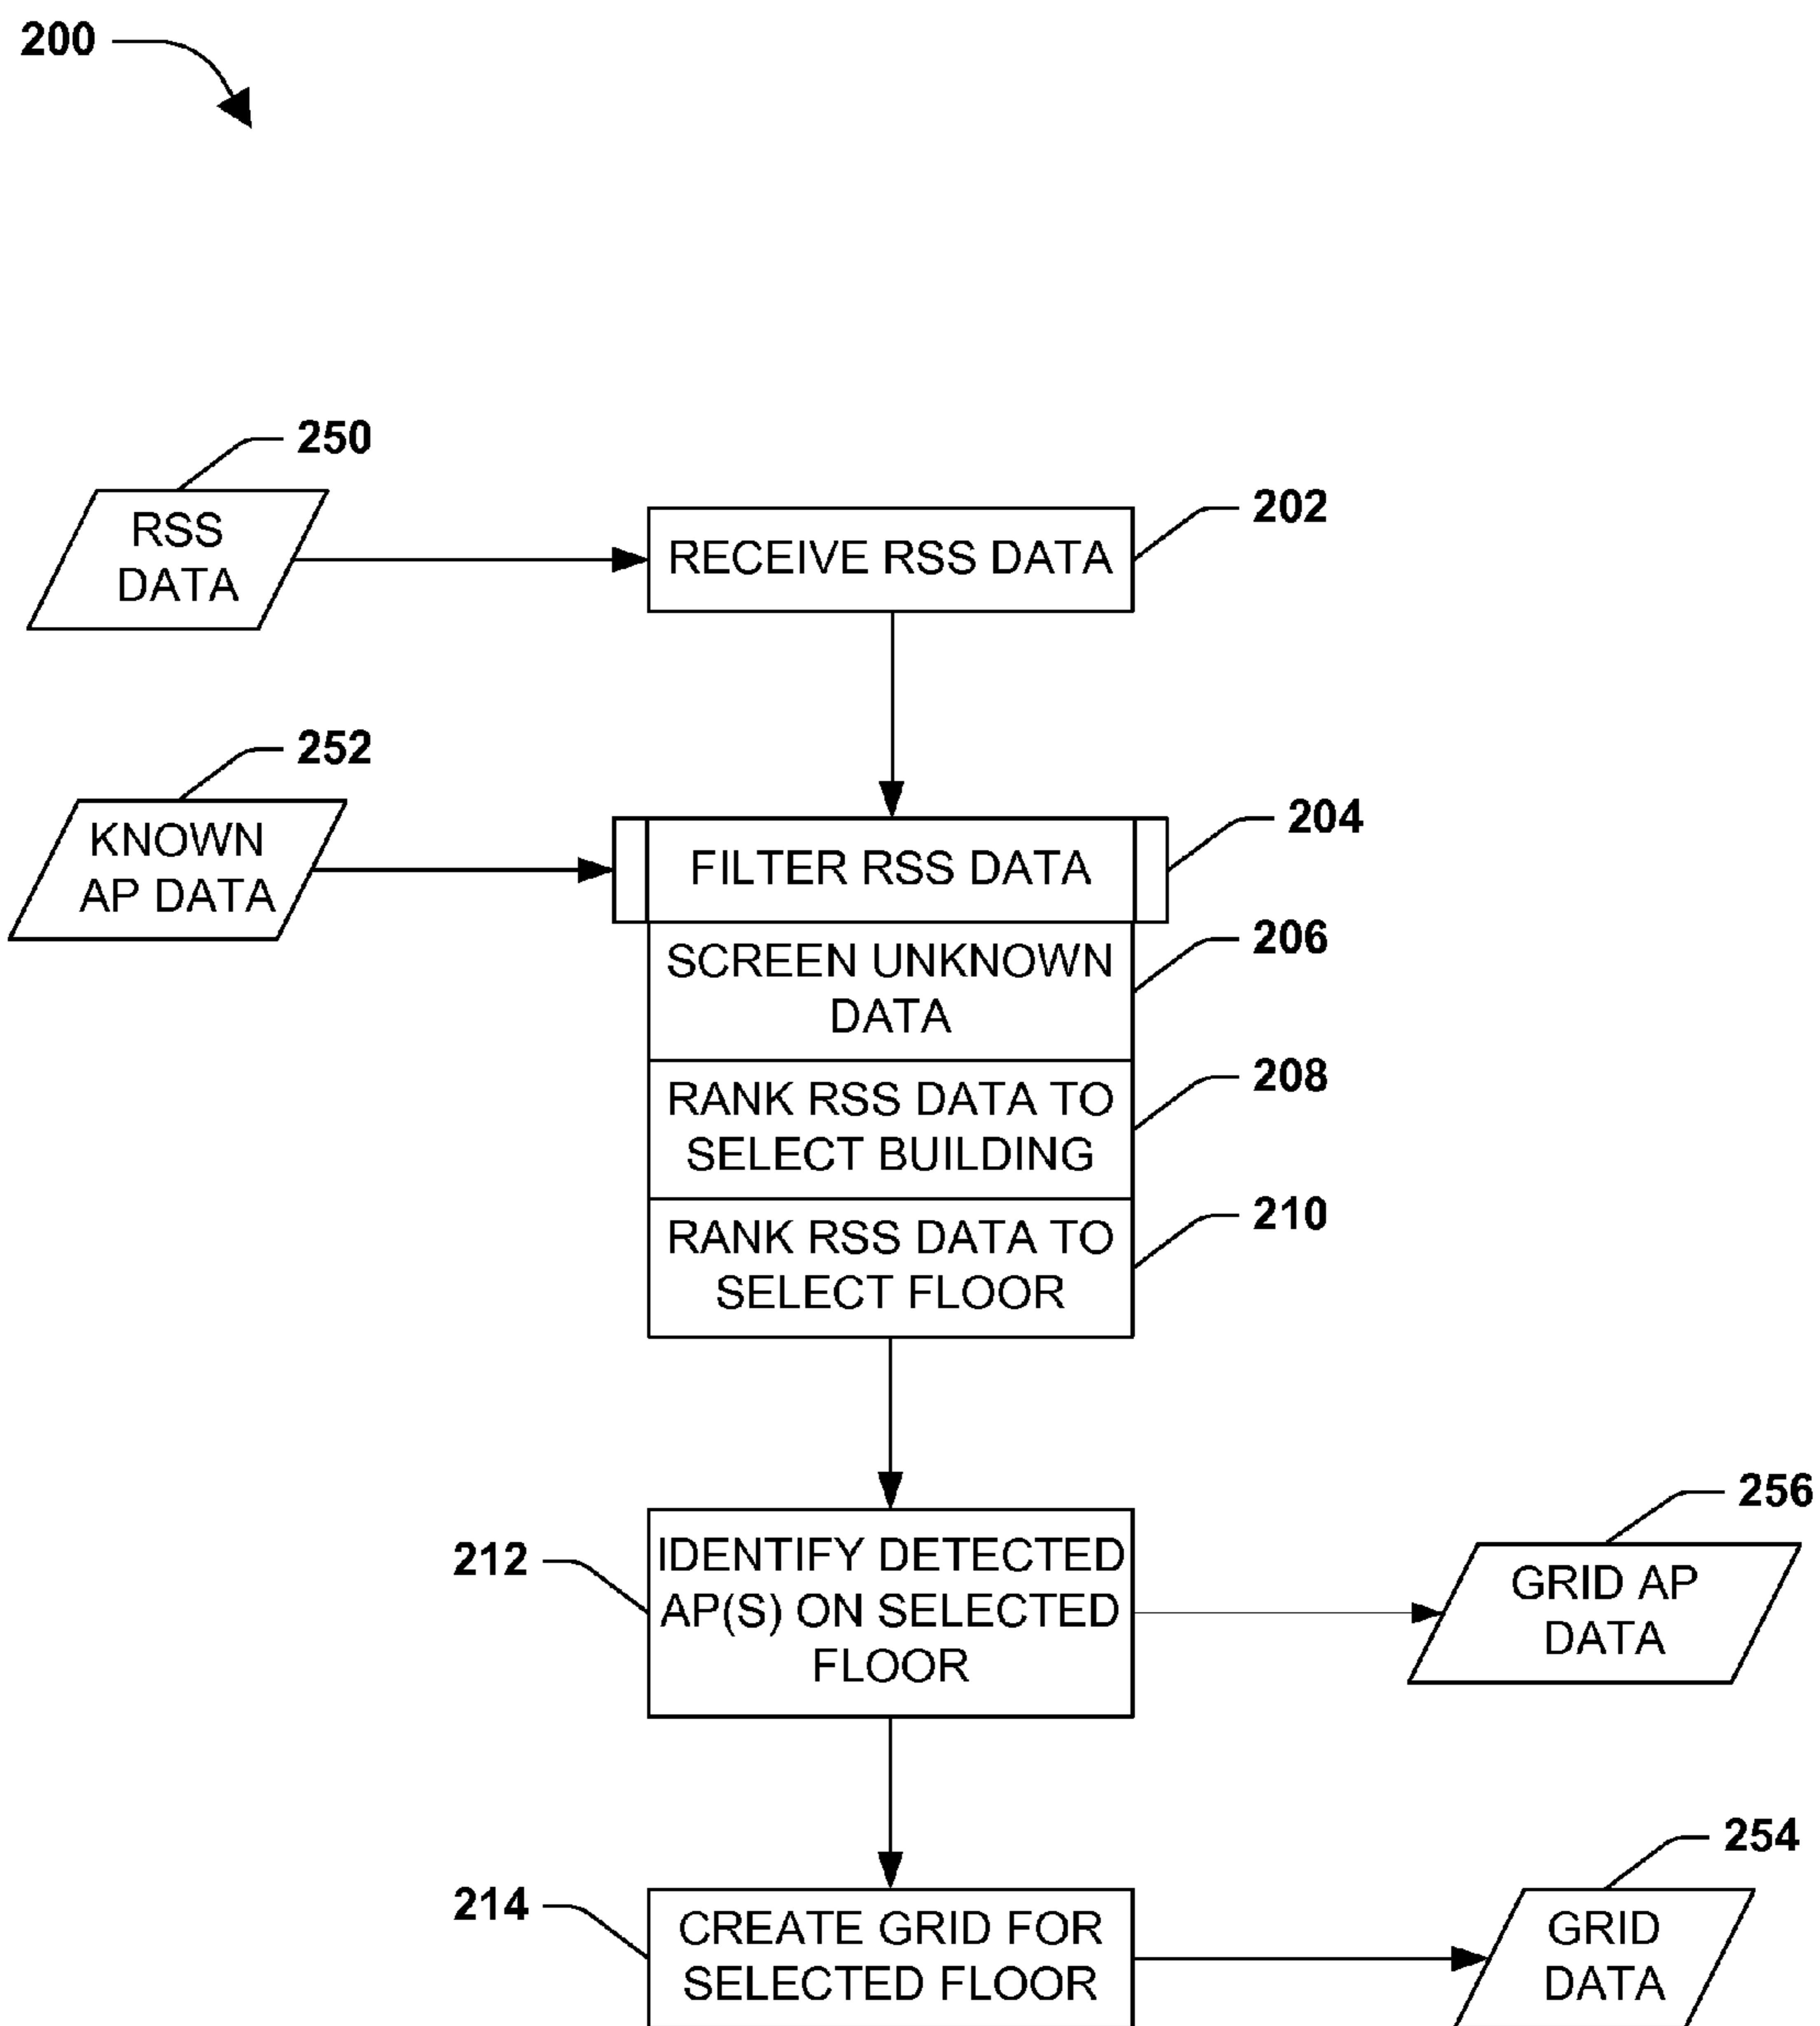 200
250
RSS
DATA
202
RECEIVE RSS DATA
252
KNOWN
AP DATA
204
FILTER RSS DATA
206
SCREEN UNKNOWN
DATA
208
RANK RSS DATA TO
SELECT BUILDING
210
RANK RSS DATA TO
SELECT FLOOR
212
IDENTIFY DETECTED
AP(S) ON SELECTED
FLOOR
256
GRID AP
DATA
214
CREATE GRID FOR
SELECTED FLOOR
254
GRID
DATA